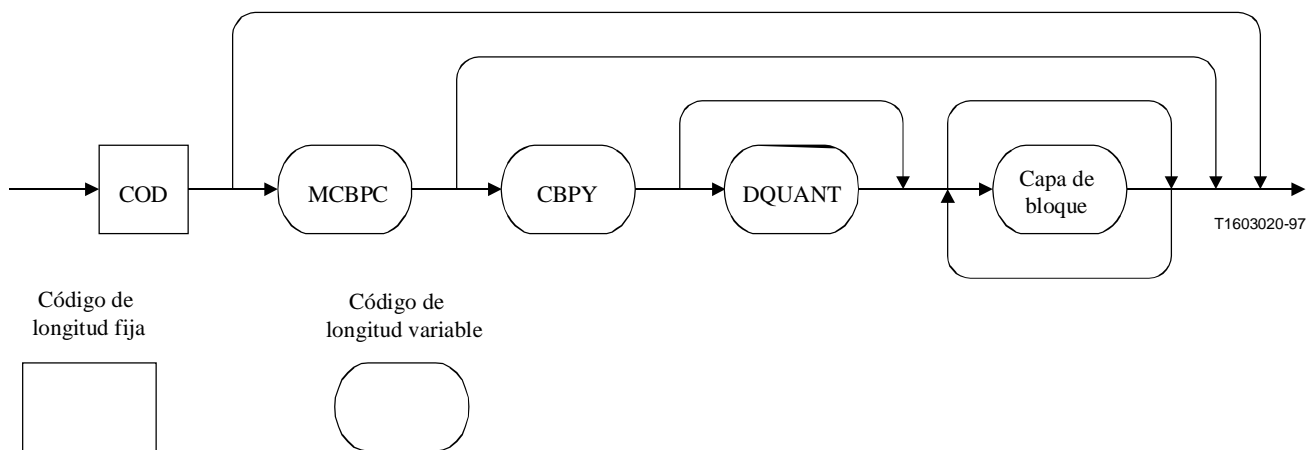 COD
MCBPC
CBPY
DQUANT
Capa de
bloque
T1603020-97
Código de
longitud fija
Código de
longitud variable